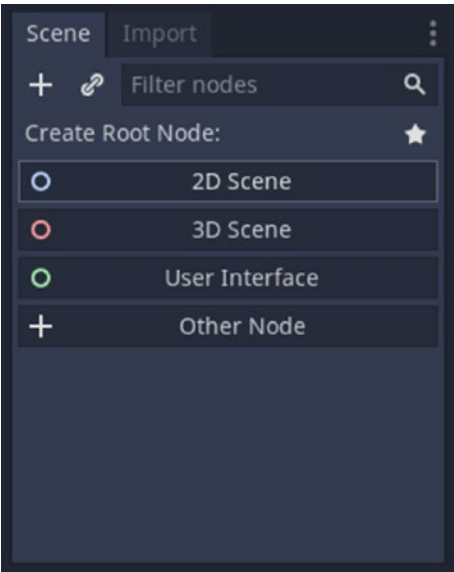 Scene Import
Filter nodes
Create Root Node:
2D Scene
3D Scene
User Interface
Other Node